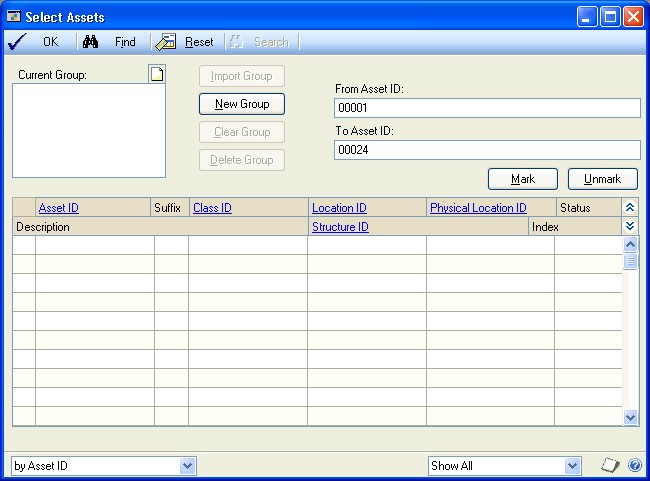 Select Assets
OK Find Reset Search
Current Group:
Import Group
New Group
Clear Group
Delete Group
From Asset ID:
00001
To Asset ID:
00024
Mark Unmark
Asset ID Suffix Class ID Location ID Physical Location ID Status
Description Structure ID Index
by Asset ID Show All